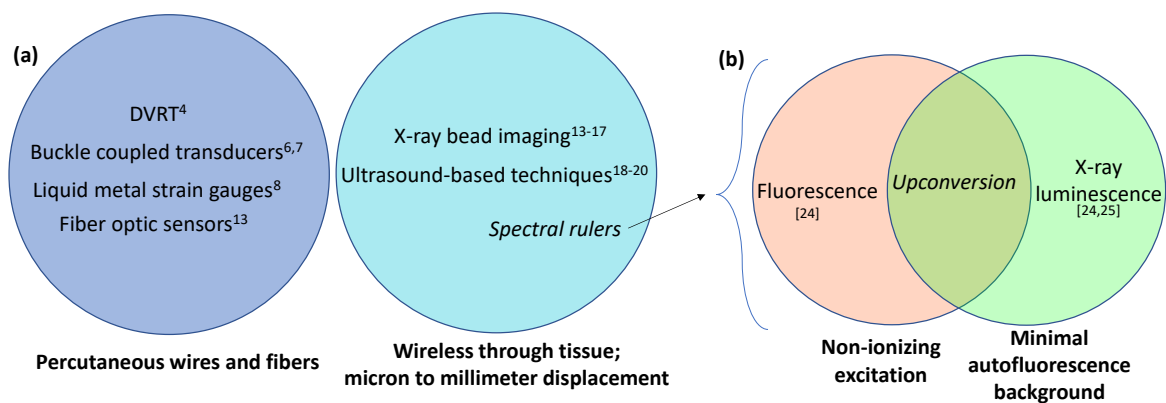 (a)
DVRT4
Buckle coupled transducers6,7
Liquid metal strain gauges8
Fiber optic sensors13
Percutaneous wires and fibers
X-ray bead imaging13-17
Ultrasound-based techniques18-20
Spectral rulers
Wireless through tissue;
micron to millimeter displacement
(b)
Fluorescence
[24]
Upconversion
X-ray
luminescence
[24,25]
Non-ionizing
excitation
Minimal
autofluorescence
background